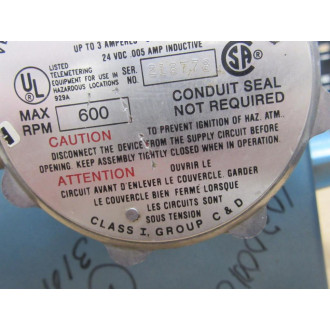 UP TO 3 AMPERES
24 VDC .005 AMP INDUCTIVE
UL
LISTED
TELEMETERING
EQUIPMENT FOR USE IN
HAZARDOUS LOCATIONS
929A
SER.
NO.
SA
MAX
RPM
600
CONDUIT SEAL
NOT REQUIRED
CAUTION
TO PREVENT IGNITION OF HAZ. ATM.
DISCONNECT THE DEVICE FROM THE SUPPLY CIRCUIT BEFORE
OPENING. KEEP ASSEMBLY TIGHTLY CLOSED WHEN IN OPERATION.
ATTENTION
OUVRIR LE
CIRCUIT AVANT D'ENLEVER LE COUVERCLE. GARDER
LE COUVERCLE BIEN FERMÉ LORSQUE
LES CIRCUITS SONT
SOUS TENSION
CLASS I, GROUP C & D